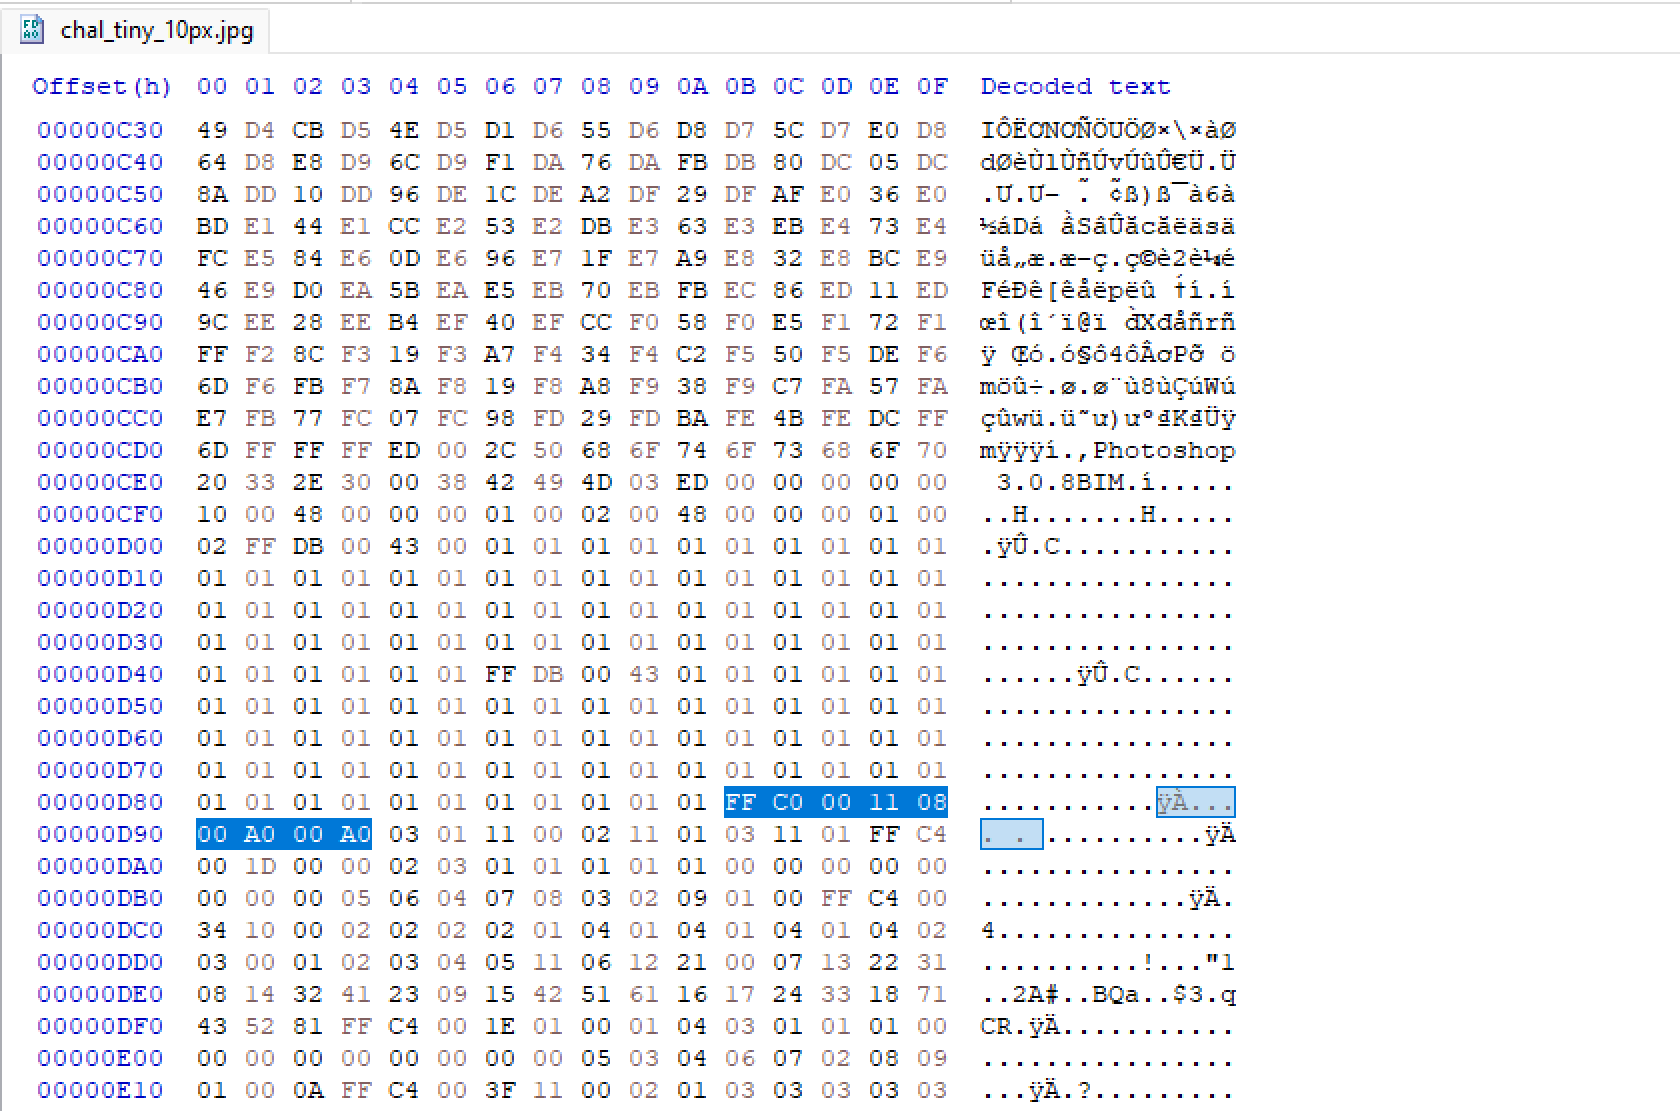 chal_tiny_10px.jpg
Offset(h) 00 01 02 03 04 05 06 07 08 09 0A 0B 0C 0D 0E 0F Decoded text
00000C30 49 D4 CB D5 4E D5 D1 D6 55 D6 D8 D7 5C D7 E0 D8 IÔËƠNƠÑÖUÖØ×\×àØ
00000C40 64 D8 E8 D9 6C D9 F1 DA 76 DA FB DB 80 DC 05 DC dØèÙlÙñÚvÚûÛ€Ü.Ü
00000C50 8A DD 10 DD 96 DE 1C DE A2 DF 29 DF AF E0 36 E0 .Ư.Ư–̃.̃¢ß)ß¯à6à
00000C60 BD E1 44 E1 CC E2 53 E2 DB E3 63 E3 EB E4 73 E4 ½áDá̀âSâÛăcăëäsä
00000C70 FC E5 84 E6 0D E6 96 E7 1F E7 A9 E8 32 E8 BC E9 üå„æ.æ–ç.ç©è2è¼é
00000C80 46 E9 D0 EA 5B EA E5 EB 70 EB FB EC 86 ED 11 ED FéĐê[êåëpëû̀†í.í
00000C90 9C EE 28 EE B4 EF 40 EF CC F0 58 F0 E5 F1 72 F1 œî(î´ï@ï̀đXđåñrñ
00000CA0 FF F2 8C F3 19 F3 A7 F4 34 F4 C2 F5 50 F5 DE F6 ỵ̈Œó.ó§ô4ôÂơPỡö
00000CB0 6D F6 FB F7 8A F8 19 F8 A8 F9 38 F9 C7 FA 57 FA möû÷.ø.ø¨ù8ùÇúWú
00000CC0 E7 FB 77 FC 07 FC 98 FD 29 FD BA FE 4B FE DC FF çûwü.ü˜ư)ưº₫K₫Üÿ
00000CD0 6D FF FF FF ED 00 2C 50 68 6F 74 6F 73 68 6F 70 mÿÿÿí.,Photoshop
00000CE0 20 33 2E 30 00 38 42 49 4D 03 ED 00 00 00 00 00 3.0.8BIM.í.....
00000CF0 10 00 48 00 00 00 01 00 02 00 48 00 00 00 01 00 ..H.......H.....
00000D00 02 FF DB 00 43 00 01 01 01 01 01 01 01 01 01 01 .ÿÛ.C...........
00000D10 01 01 01 01 01 01 01 01 01 01 01 01 01 01 01 01 ................
00000D20 01 01 01 01 01 01 01 01 01 01 01 01 01 01 01 01 ................
00000D30 01 01 01 01 01 01 01 01 01 01 01 01 01 01 01 01 ................
00000D40 01 01 01 01 01 01 FF DB 00 43 01 01 01 01 01 01 ......ÿÛ.C......
00000D50 01 01 01 01 01 01 01 01 01 01 01 01 01 01 01 01 ................
00000D60 01 01 01 01 01 01 01 01 01 01 01 01 01 01 01 01 ................
00000D70 01 01 01 01 01 01 01 01 01 01 01 01 01 01 01 01 ................
00000D80 01 01 01 01 01 01 01 01 01 01 01 FF C0 00 11 08 ...........ÿÀ...
00000D90 00 A0 00 A0 03 01 11 00 02 11 01 03 11 01 FF C4 . . ..........ÿÄ
00000DA0 00 1D 00 00 02 03 01 01 01 01 01 00 00 00 00 00 ................
00000DB0 00 00 00 05 06 04 07 08 03 02 09 01 00 FF C4 00 .............ÿÄ.
00000DC0 34 10 00 02 02 02 02 01 04 01 04 01 04 01 04 02 4...............
00000DD0 03 00 01 02 03 04 05 11 06 12 21 00 07 13 22 31 ..........!..."1
00000DE0 08 14 32 41 23 09 15 42 51 61 16 17 24 33 18 71 ..2A#..BQa..$3.q
00000DF0 43 52 81 FF C4 00 1E 01 00 01 04 03 01 01 01 00 CR.ÿÄ...........
00000E00 00 00 00 00 00 00 00 00 05 03 04 06 07 02 08 09 ................
00000E10 01 00 0A FF C4 00 3F 11 00 02 01 03 03 03 03 03 ...ÿÄ.?.........